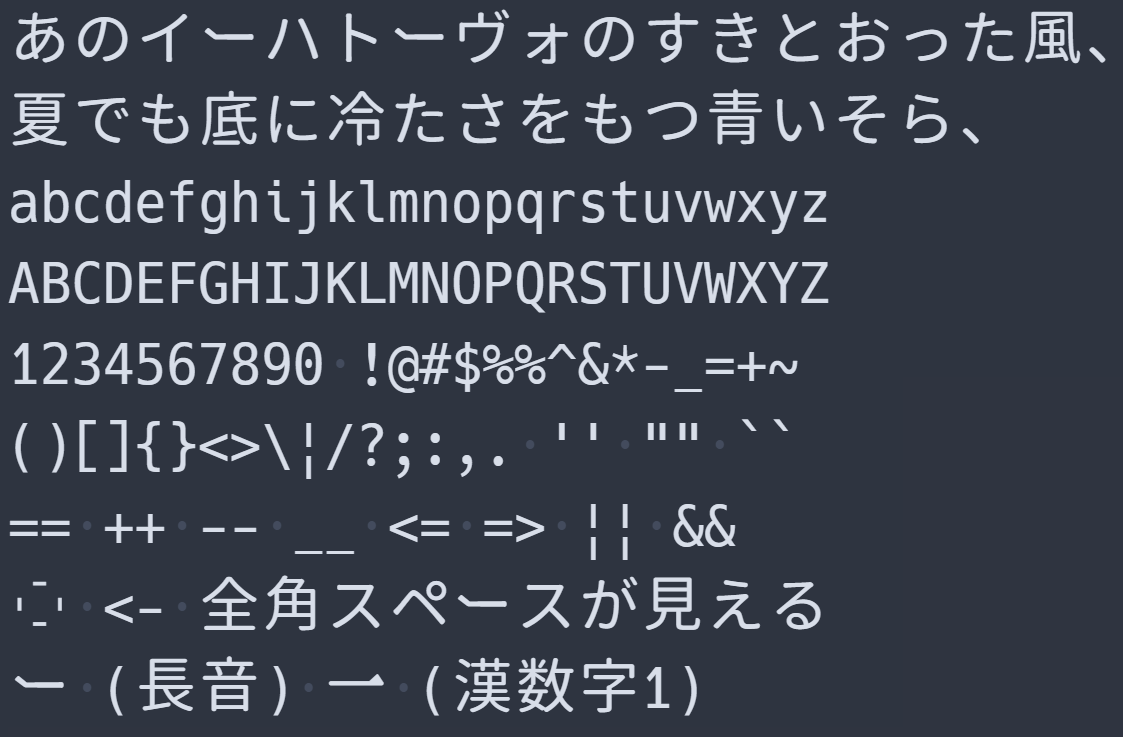 あのイーハトーヴォのすきとおった風、
夏でも底に冷たさをもつ青いそら、
abcdefghijklmnopqrstuvwxyz
ABCDEFGHIJKLMNOPQRSTUVWXYZ
1234567890 !@#$%%^&*-_=+~
()[]{}<>\|/?;:,. '' "" ``
== ++ -- __ <= => || &&
　 <- 全角スペースが見える
ー (長音) 一 (漢数字1)